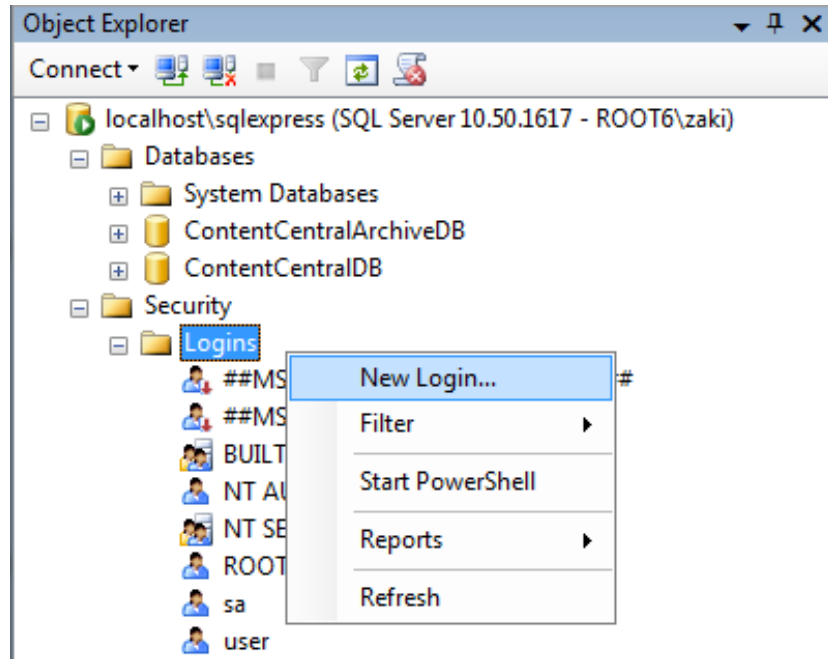 Object Explorer
Connect
localhost\sqlexpress (SQL Server 10.50.1617 - ROOT6\zaki)
Databases
System Databases
ContentCentralArchiveDB
ContentCentralDB
Security
Logins
New Login...
##MS #
##MS
Filter
BUILT
Start PowerShell
NT AU
NT SE
Reports
ROOT
Refresh
sa
user